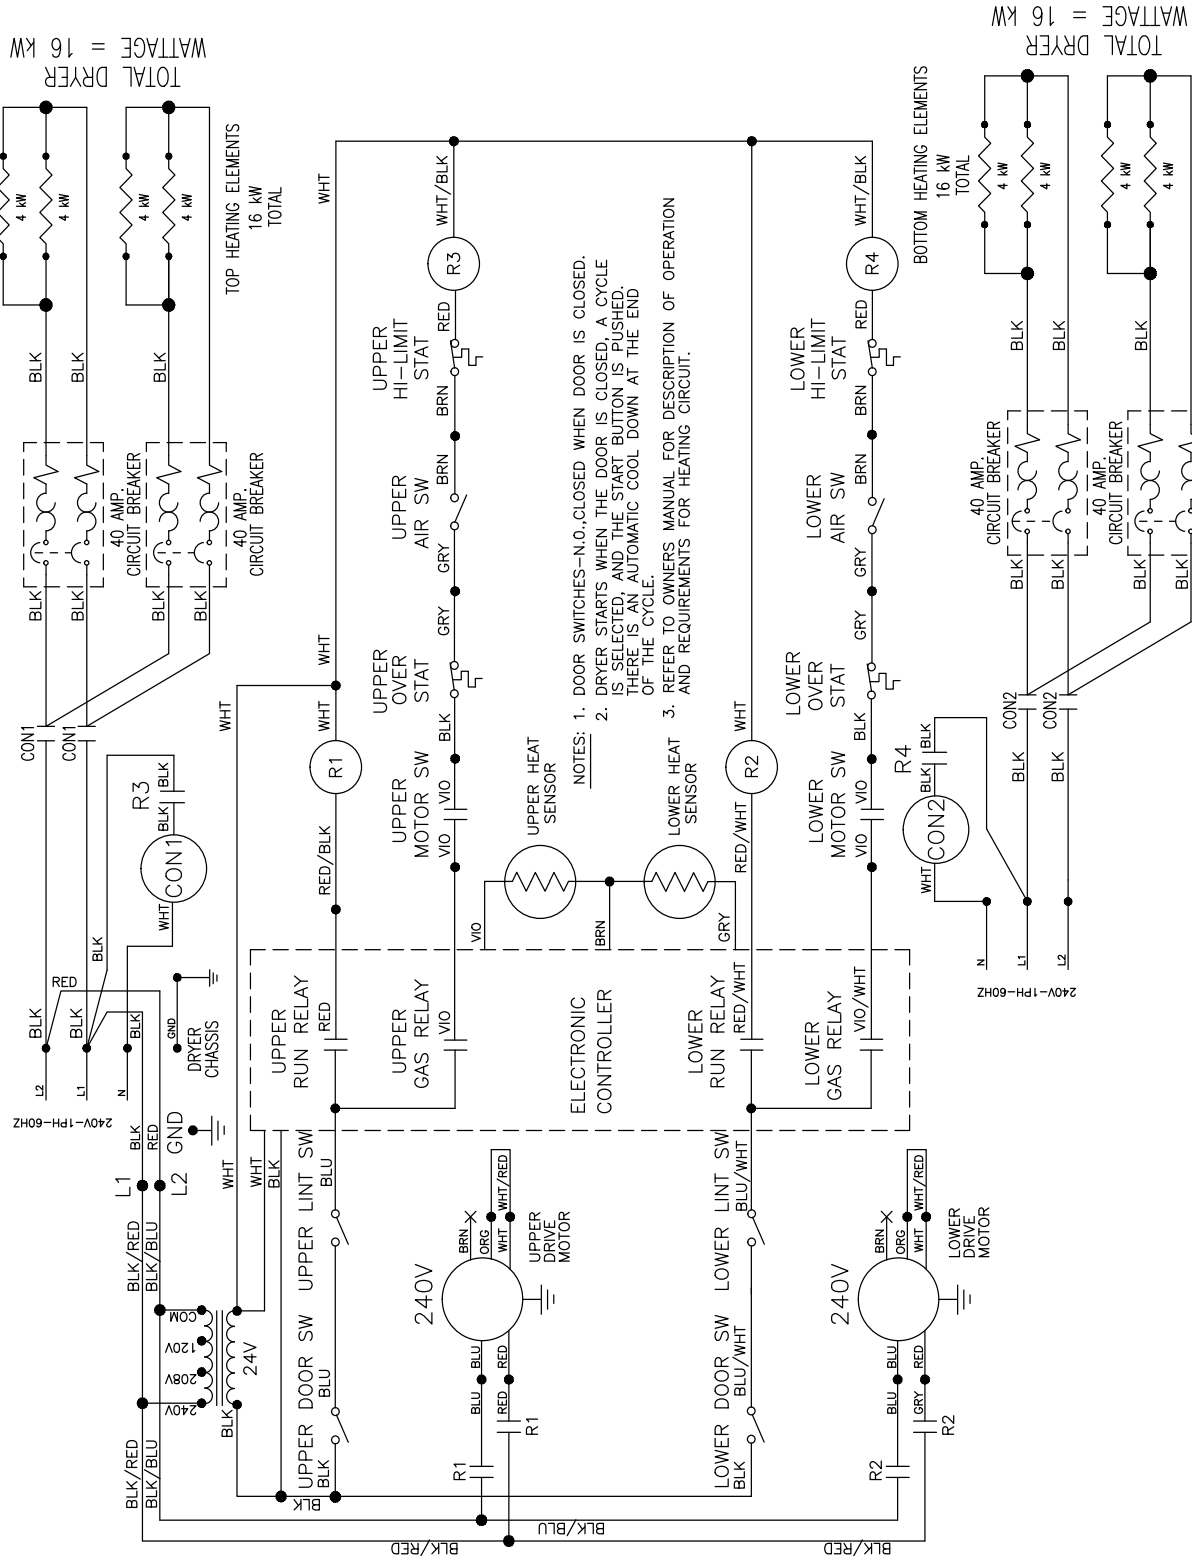 TOTAL DRYER
WATTAGE = 16 kW
TOTAL DRYER
WATTAGE = 16 kW
4 kW
4 kW
4 kW
4 kW
TOP HEATING ELEMENTS
16 kW
TOTAL
BLK
BLK
BLK
40 AMP.
CIRCUIT BREAKER
40 AMP.
CIRCUIT BREAKER
BLK
BLK
BLK
BLK
CON1
CON1
R3
BLK
BLK
CON1
WHT
BLK
RED
BLK
BLK
BLK
L2
L1
N
240V-1PH-60HZ
GND
DRYER
CHASSIS
GND
BLK
RED
L1
L2
BLK/RED
BLK/BLU
COM
120V
208V
240V
24V
BLK
WHT
WHT
BLK
BLK/RED
BLK/BLU
WHT
WHT
WHT
WHT
R1
RED/BLK
RED
UPPER
RUN RELAY
BLU
UPPER LINT SW
BLU
UPPER DOOR SW
BLK
BLK
WHT/BLK
R3
RED
UPPER
HI-LIMIT
STAT
BRN
BRN
UPPER
AIR SW
GRY
GRY
UPPER
OVER
STAT
BLK
VIO
UPPER
MOTOR SW
VIO
VIO
UPPER
GAS RELAY
NOTES: 1. DOOR SWITCHES-N.O.,CLOSED WHEN DOOR IS CLOSED.
2. DRYER STARTS WHEN THE DOOR IS CLOSED, A CYCLE
IS SELECTED, AND THE START BUTTON IS PUSHED.
THERE IS AN AUTOMATIC COOL DOWN AT THE END
OF THE CYCLE.
3. REFER TO OWNERS MANUAL FOR DESCRIPTION OF OPERATION
AND REQUIREMENTS FOR HEATING CIRCUIT.
UPPER HEAT
SENSOR
LOWER HEAT
SENSOR
VIO
BRN
GRY
ELECTRONIC
CONTROLLER
240V
BRN
ORG
WHT
WHT/RED
UPPER
DRIVE
MOTOR
BLU
BLU
RED
RED
R1
R1
WHT
R2
RED/WHT
RED/WHT
LOWER
RUN RELAY
BLU/WHT
LOWER LINT SW
BLU/WHT
LOWER DOOR SW
BLK
WHT/BLK
R4
RED
LOWER
HI-LIMIT
STAT
BRN
BRN
LOWER
AIR SW
GRY
GRY
LOWER
OVER
STAT
BLK
VIO
LOWER
MOTOR SW
VIO
VIO/WHT
LOWER
GAS RELAY
240V
BRN
ORG
WHT
WHT/RED
LOWER
DRIVE
MOTOR
BLU
BLU
RED
GRY
R2
R2
BLK/BLU
BLK/RED
BLK/RED
BOTTOM HEATING ELEMENTS
16 kW
TOTAL
4 kW
4 kW
4 kW
4 kW
BLK
BLK
BLK
40 AMP.
CIRCUIT BREAKER
40 AMP.
CIRCUIT BREAKER
BLK
BLK
BLK
BLK
CON2
CON2
BLK
BLK
R4
BLK
BLK
CON2
WHT
N
L1
L2
240V-1PH-60HZ